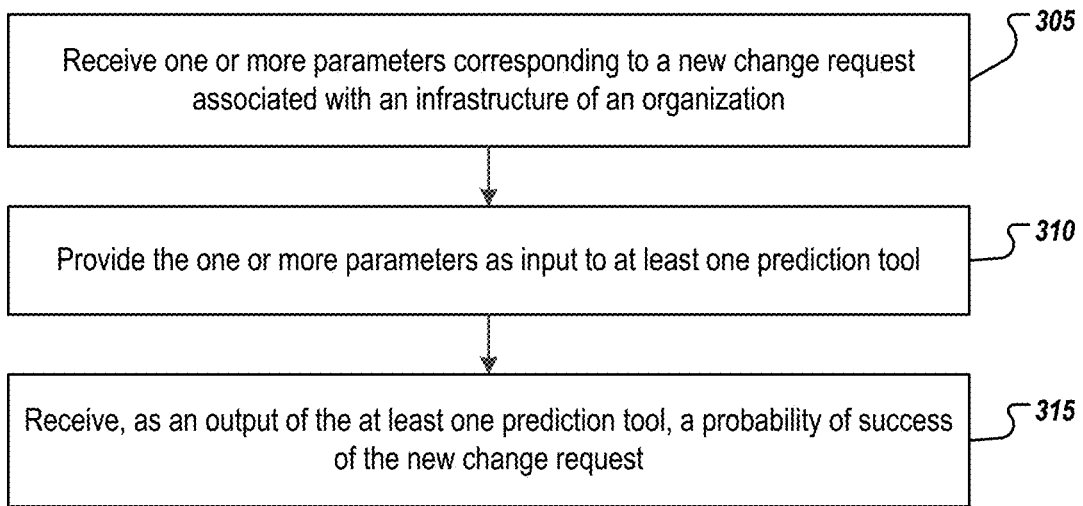 305
Receive one or more parameters corresponding to a new change request
associated with an infrastructure of an organization
310
Provide the one or more parameters as input to at least one prediction tool
315
Receive, as an output of the at least one prediction tool, a probability of success
of the new change request